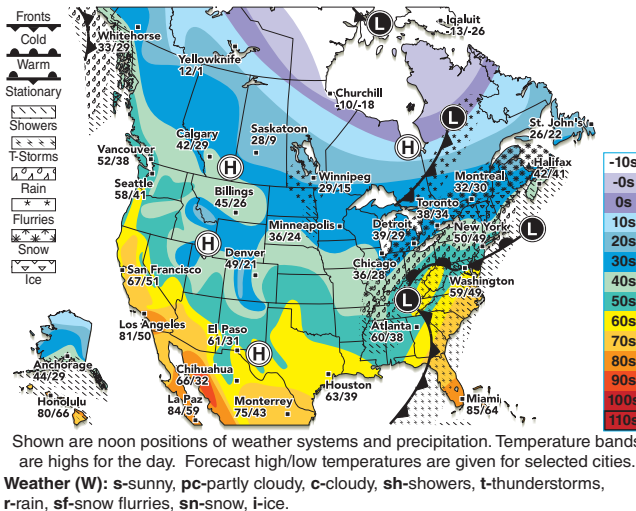 Fronts
Cold
Warm
Stationary
Showers
T-Storms
Rain
Flurries
Snow
Ice
Whitehorse
33/29
Yellowknife
12/1
Iqaluit
-13/-26
Churchill
-10/-18
L
L
H
St. John's
26/22
Vancouver
52/38
Calgary
42/29
Saskatoon
28/9
H
Winnipeg
29/15
Montreal
32/30
Halifax
42/41
Seattle
58/41
Billings
45/26
Minneapolis
36/24
Toronto
38/34
Detroit
39/29
New York
50/49
L
H
Denver
49/21
Chicago
36/28
Washington
59/49
San Francisco
67/51
L
Los Angeles
81/50
El Paso
61/31
H
Atlanta
60/38
Anchorage
44/29
Honolulu
80/66
Chihuahua
66/32
La Paz
84/59
Monterrey
75/43
Houston
63/39
Miami
85/64
-10s
-0s
0s
10s
20s
30s
40s
50s
60s
70s
80s
90s
100s
110s
Shown are noon positions of weather systems and precipitation. Temperature bands
are highs for the day. Forecast high/low temperatures are given for selected cities.
Weather (W): s-sunny, pc-partly cloudy, c-cloudy, sh-showers, t-thunderstorms,
r-rain, sf-snow flurries, sn-snow, i-ice.